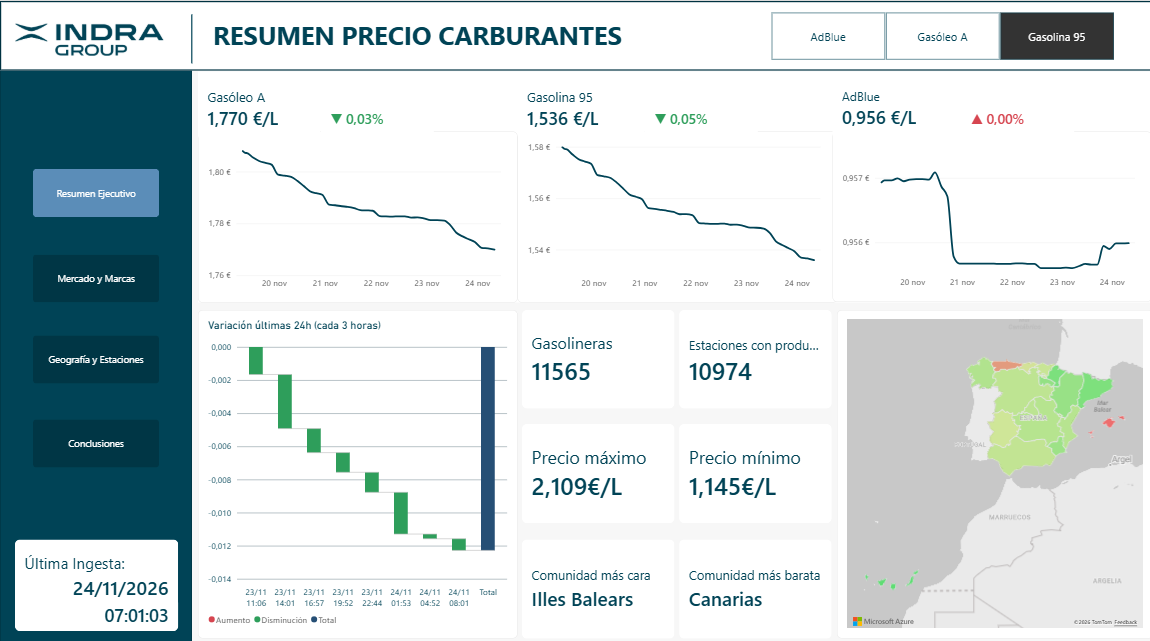 INDRA
GROUP
RESUMEN PRECIO CARBURANTES
AdBlue
Gasóleo A
Gasolina 95
Resumen Ejecutivo
Mercado y Marcas
Geografía y Estaciones
Conclusiones
Última Ingesta:
24/11/2026
07:01:03
Gasóleo A
1,770 €/L
▼ 0,03%
1,80 €
1,78 €
1,76 €
20 nov 21 nov 22 nov 23 nov 24 nov
Gasolina 95
1,536 €/L
▼ 0,05%
1,58 €
1,56 €
1,54 €
20 nov 21 nov 22 nov 23 nov 24 nov
AdBlue
0,956 €/L
▲ 0,00%
0,957 €
0,956 €
20 nov 21 nov 22 nov 23 nov 24 nov
Variación últimas 24h (cada 3 horas)
0,000
-0,002
-0,004
-0,006
-0,008
-0,010
-0,012
-0,014
23/11 23/11 23/11 23/11 23/11 24/11 24/11 24/11 Total
11:06 14:01 16:57 19:52 22:44 01:53 04:52 08:01
Aumento Disminución Total
Gasolineras
11565
Estaciones con produ...
10974
Precio máximo
2,109€/L
Precio mínimo
1,145€/L
Comunidad más cara
Illes Balears
Comunidad más barata
Canarias
ESPAÑA
PORTUGAL
Mar
Balear
Argel
MARRUECOS
ARGELIA
Microsoft Azure
© 2026 TomTom Feedback